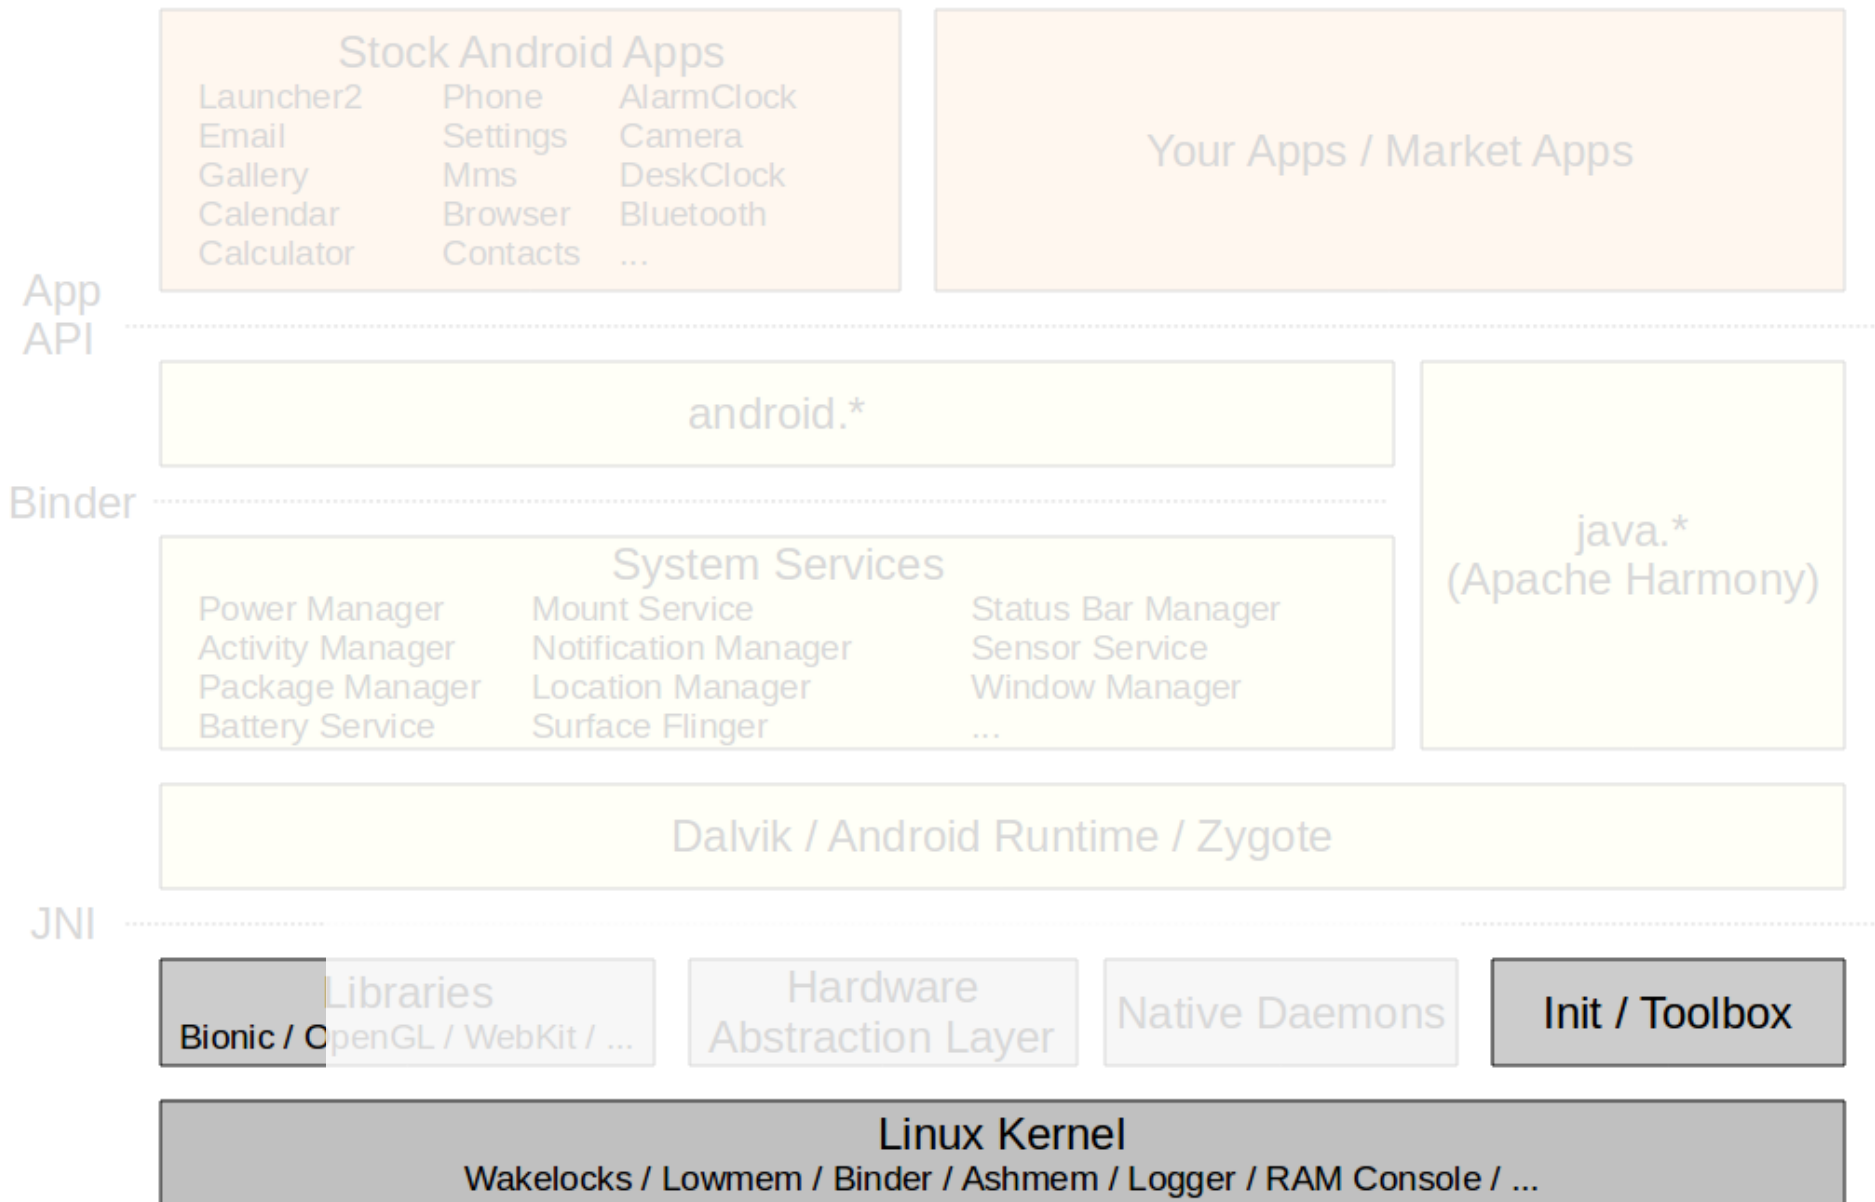 Stock Android Apps
Launcher2 Phone AlarmClock
Email Settings Camera
Gallery Mms DeskClock
Calendar Browser Bluetooth
Calculator Contacts ...
Your Apps / Market Apps
App
API
android.*
Binder
java.*
(Apache Harmony)
System Services
Power Manager Mount Service Status Bar Manager
Activity Manager Notification Manager Sensor Service
Package Manager Location Manager Window Manager
Battery Service Surface Flinger ...
Dalvik / Android Runtime / Zygote
JNI
Libraries
Bionic / OpenGL / WebKit / ...
Hardware
Abstraction Layer
Native Daemons
Init / Toolbox
Linux Kernel
Wakelocks / Lowmem / Binder / Ashmem / Logger / RAM Console / ...